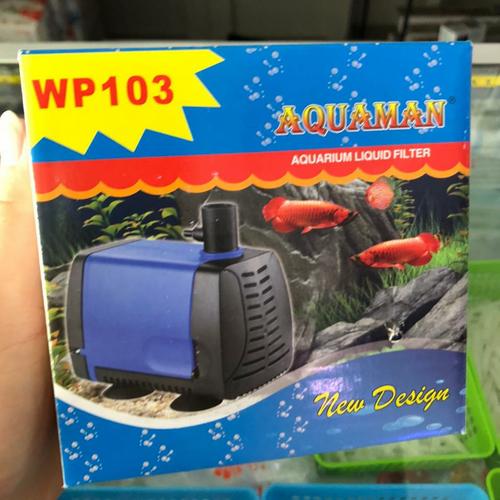 WP103
AQUAMAN®
AQUARIUM LIQUID FILTER
New Design